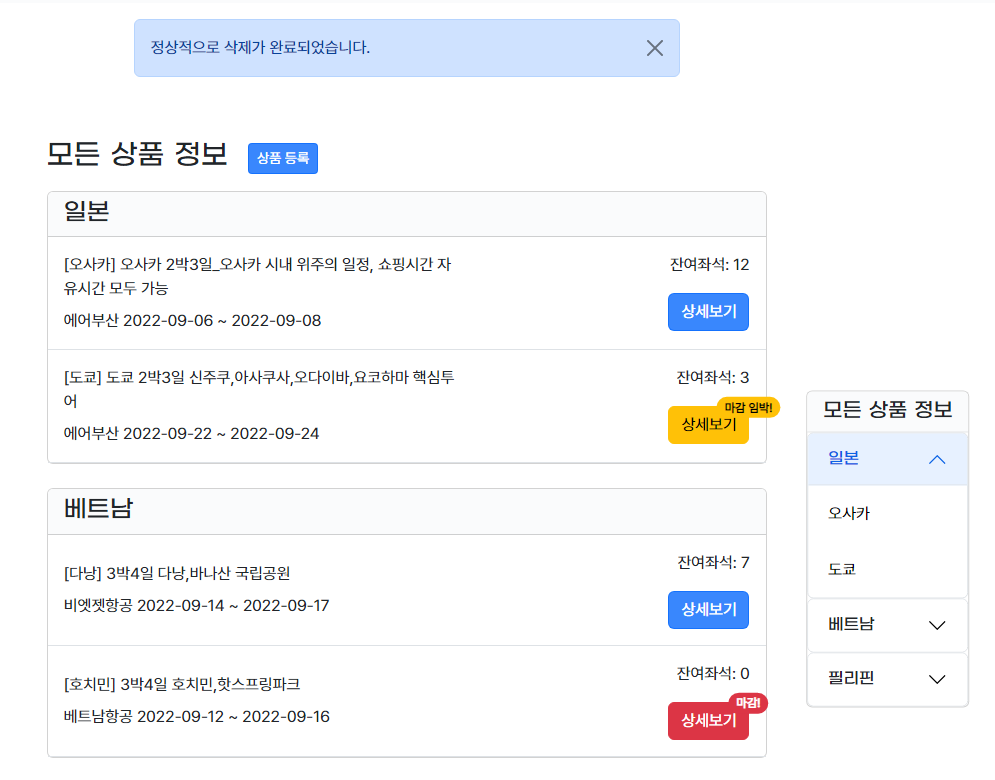 정상적으로 삭제가 완료되었습니다.
모든 상품 정보
상품 등록
일본
[오사카] 오사카 2박3일_오사카 시내 위주의 일정, 쇼핑시간 자
유시간 모두 가능
에어부산 2022-09-06 ~ 2022-09-08
잔여좌석: 12
상세보기
[도쿄] 도쿄 2박3일 신주쿠,아사쿠사,오다이바,요코하마 핵심투
어
에어부산 2022-09-22 ~ 2022-09-24
잔여좌석: 3
마감 임박!
상세보기
베트남
[다낭] 3박4일 다낭,바나산 국립공원
비엣젯항공 2022-09-14 ~ 2022-09-17
잔여좌석: 7
상세보기
[호치민] 3박4일 호치민,핫스프링파크
베트남항공 2022-09-12 ~ 2022-09-16
잔여좌석: 0
마감!
상세보기
모든 상품 정보
일본
오사카
도쿄
베트남
필리핀